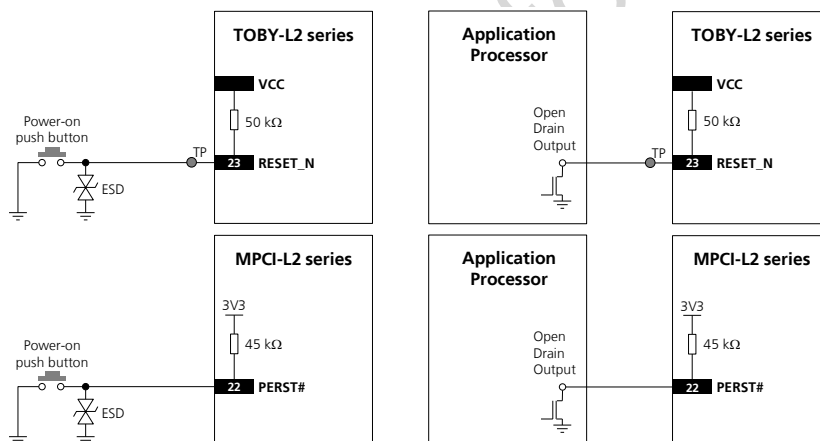 TOBY-L2 series
VCC
50 kΩ
Power-on
push button
TP
23 RESET_N
ESD
Application
Processor
Open
Drain
Output
TOBY-L2 series
VCC
50 kΩ
TP
23 RESET_N
MPCI-L2 series
3V3
45 kΩ
Power-on
push button
22 PERST#
ESD
Application
Processor
Open
Drain
Output
MPCI-L2 series
3V3
45 kΩ
22 PERST#